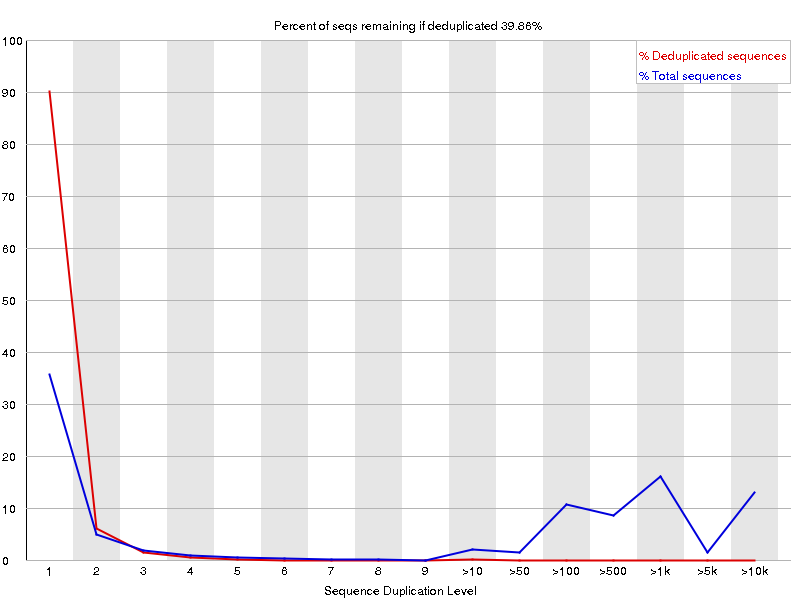 Percent of seqs remaining if deduplicated 39.86%
% Deduplicated sequences
% Total sequences
100
90
80
70
60
50
40
30
20
10
0
1 2 3 4 5 6 7 8 9 >10 >50 >100 >500 >1k >5k >10k
Sequence Duplication Level